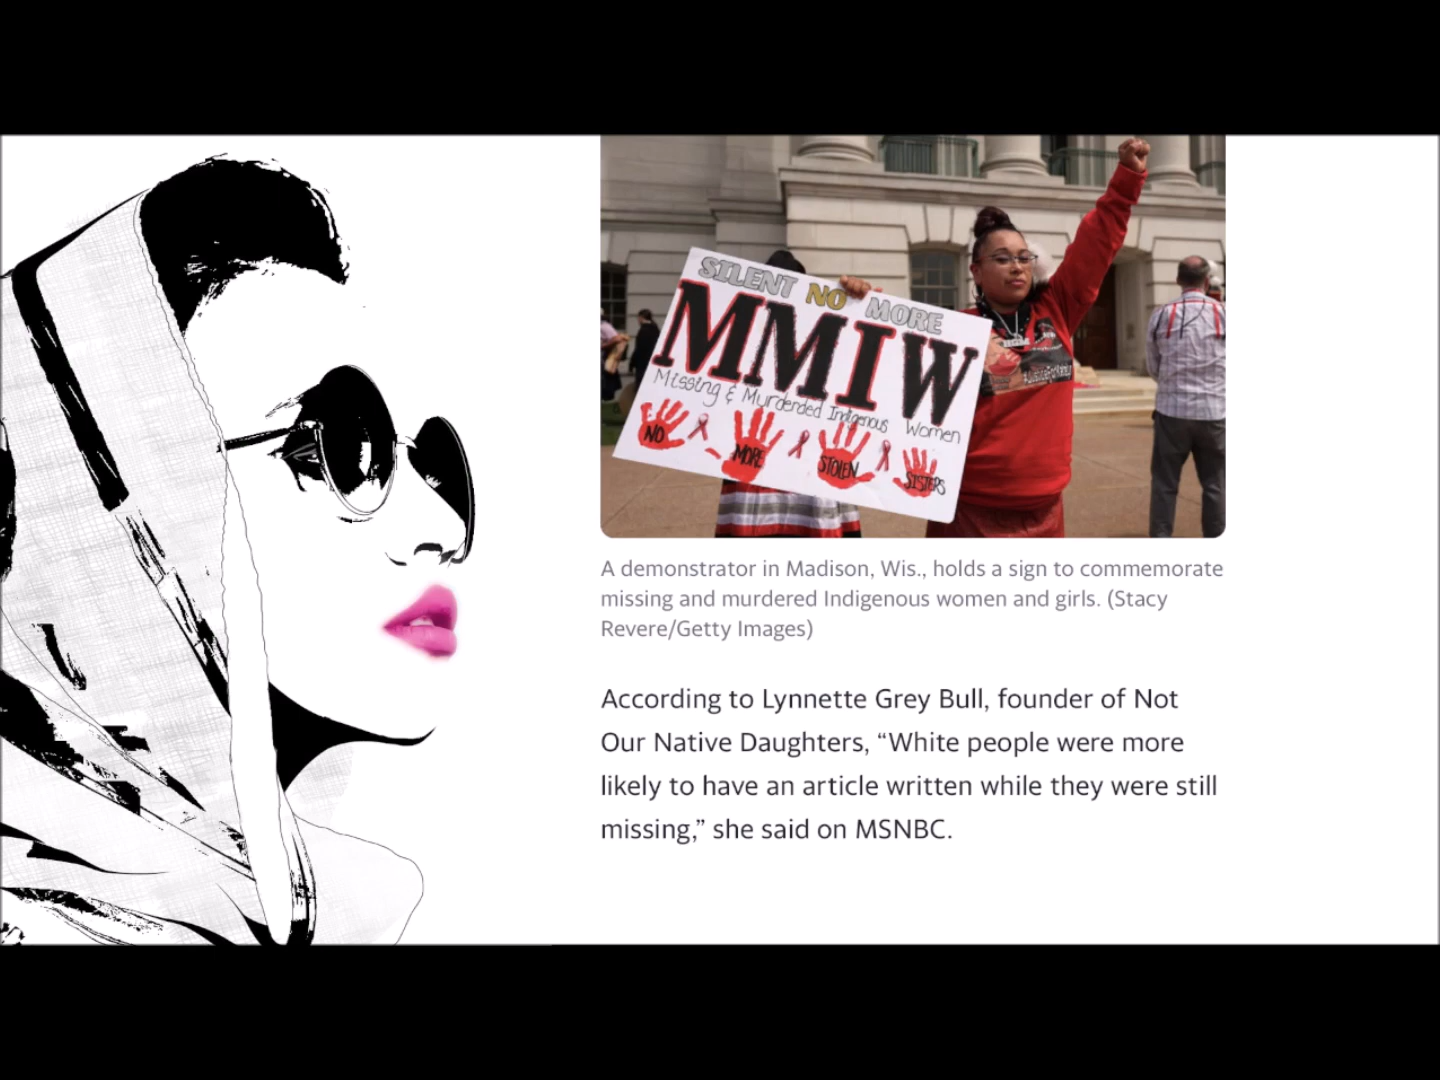 SILENT NO MORE
MMIW
Missing & Murderded Indigenous Women
NO MORE STOLEN SISTERS
A demonstrator in Madison, Wis., holds a sign to commemorate
missing and murdered Indigenous women and girls. (Stacy
Revere/Getty Images)
According to Lynnette Grey Bull, founder of Not
Our Native Daughters, “White people were more
likely to have an article written while they were still
missing,” she said on MSNBC.